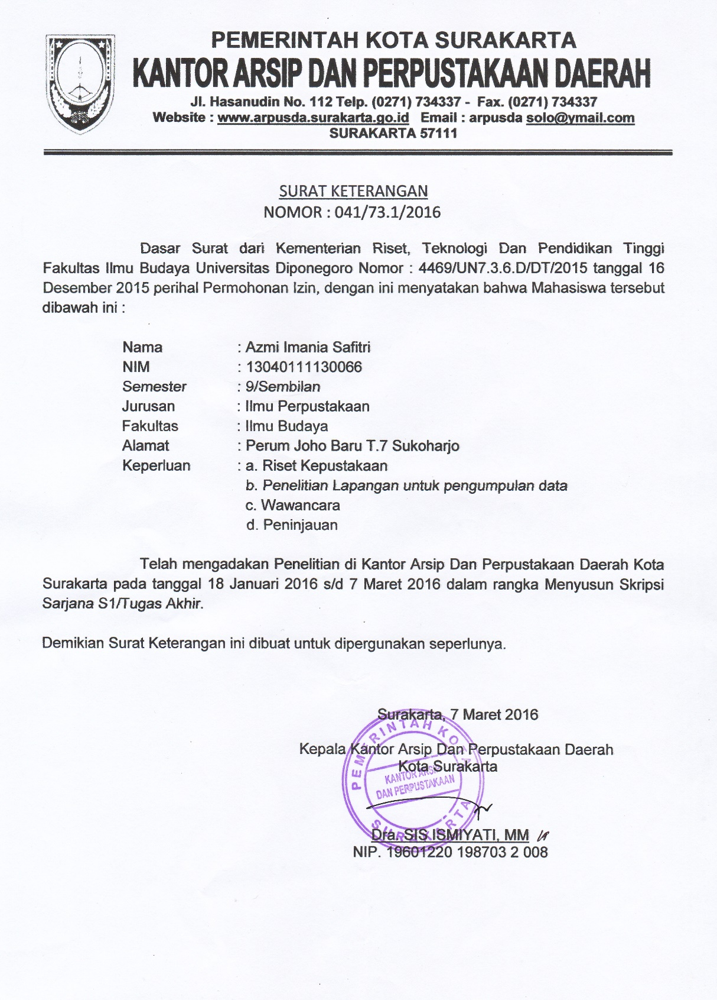 PEMERINTAH KOTA SURAKARTA
KANTOR ARSIP DAN PERPUSTAKAAN DAERAH
Jl. Hasanudin No. 112 Telp. (0271) 734337 - Fax. (0271) 734337
Website : www.arpusda.surakarta.go.id Email : arpusda solo@ymail.com
SURAKARTA 57111
SURAT KETERANGAN
NOMOR : 041/73.1/2016
Dasar Surat dari Kementerian Riset, Teknologi Dan Pendidikan Tinggi
Fakultas Ilmu Budaya Universitas Diponegoro Nomor : 4469/UN7.3.6.D/DT/2015 tanggal 16
Desember 2015 perihal Permohonan Izin, dengan ini menyatakan bahwa Mahasiswa tersebut
dibawah ini :
Nama : Azmi Imania Safitri
NIM : 13040111130066
Semester : 9/Sembilan
Jurusan : Ilmu Perpustakaan
Fakultas : Ilmu Budaya
Alamat : Perum Joho Baru T.7 Sukoharjo
Keperluan : a. Riset Kepustakaan
b. Penelitian Lapangan untuk pengumpulan data
c. Wawancara
d. Peninjauan
Telah mengadakan Penelitian di Kantor Arsip Dan Perpustakaan Daerah Kota
Surakarta pada tanggal 18 Januari 2016 s/d 7 Maret 2016 dalam rangka Menyusun Skripsi
Sarjana S1/Tugas Akhir.
Demikian Surat Keterangan ini dibuat untuk dipergunakan seperlunya.
Surakarta, 7 Maret 2016
Kepala Kantor Arsip Dan Perpustakaan Daerah
Kota Surakarta
PEMERINTAH KOTA
KANTOR ARSIP
DAN PERPUSTAKAAN
SURAKARTA
Dra. SIS ISMIYATI, MM
NIP. 19601220 198703 2 008